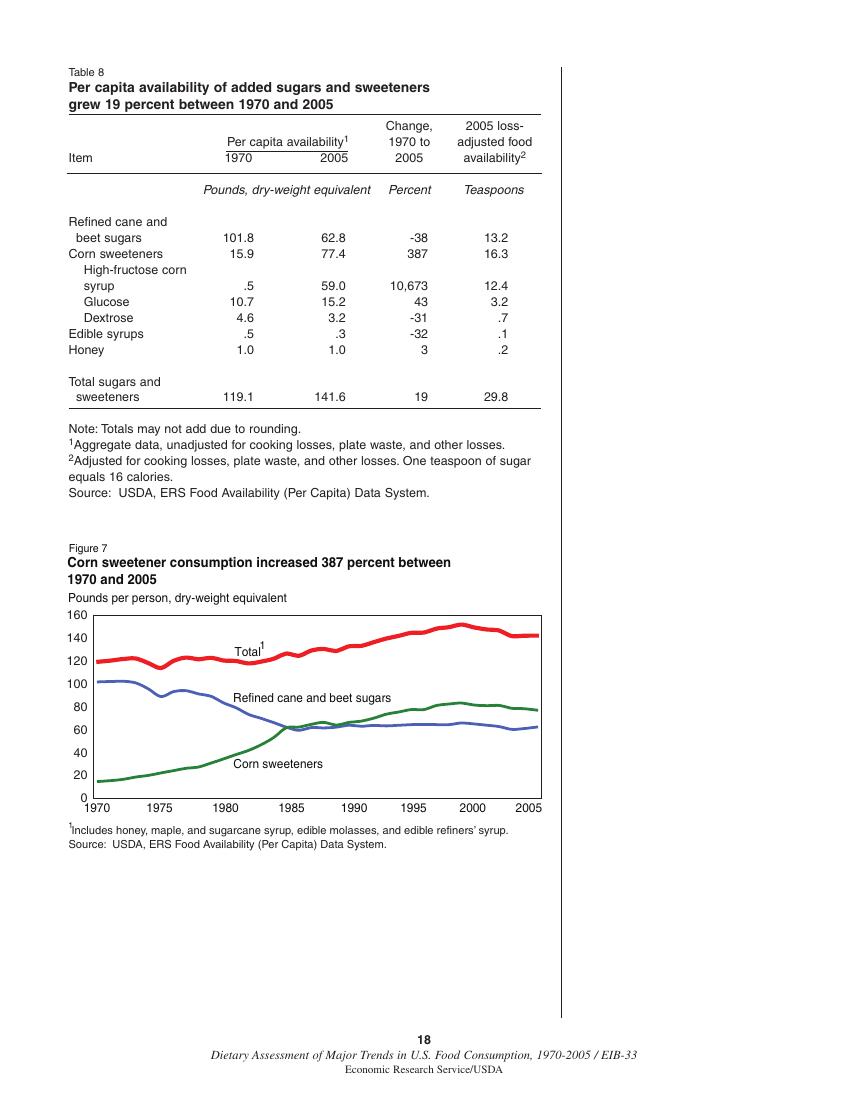 Table 8
Per capita availability of added sugars and sweeteners
grew 19 percent between 1970 and 2005
Change, 2005 loss-
Per capita availability1 1970 to adjusted food
Item 1970 2005 2005 availability2
Pounds, dry-weight equivalent Percent Teaspoons
Refined cane and
beet sugars 101.8 62.8 -38 13.2
Corn sweeteners 15.9 77.4 387 16.3
High-fructose corn
syrup .5 59.0 10,673 12.4
Glucose 10.7 15.2 43 3.2
Dextrose 4.6 3.2 -31 .7
Edible syrups .5 .3 -32 .1
Honey 1.0 1.0 3 .2
Total sugars and
sweeteners 119.1 141.6 19 29.8
Note: Totals may not add due to rounding.
1Aggregate data, unadjusted for cooking losses, plate waste, and other losses.
2Adjusted for cooking losses, plate waste, and other losses. One teaspoon of sugar
equals 16 calories.
Source: USDA, ERS Food Availability (Per Capita) Data System.
Figure 7
Corn sweetener consumption increased 387 percent between
1970 and 2005
Pounds per person, dry-weight equivalent
160
140
Total1
120
100
Refined cane and beet sugars
80
60
40
Corn sweeteners
20
0
1970 1975 1980 1985 1990 1995 2000 2005
1Includes honey, maple, and sugarcane syrup, edible molasses, and edible refiners' syrup.
Source: USDA, ERS Food Availability (Per Capita) Data System.
18
Dietary Assessment of Major Trends in U.S. Food Consumption, 1970-2005 / EIB-33
Economic Research Service/USDA